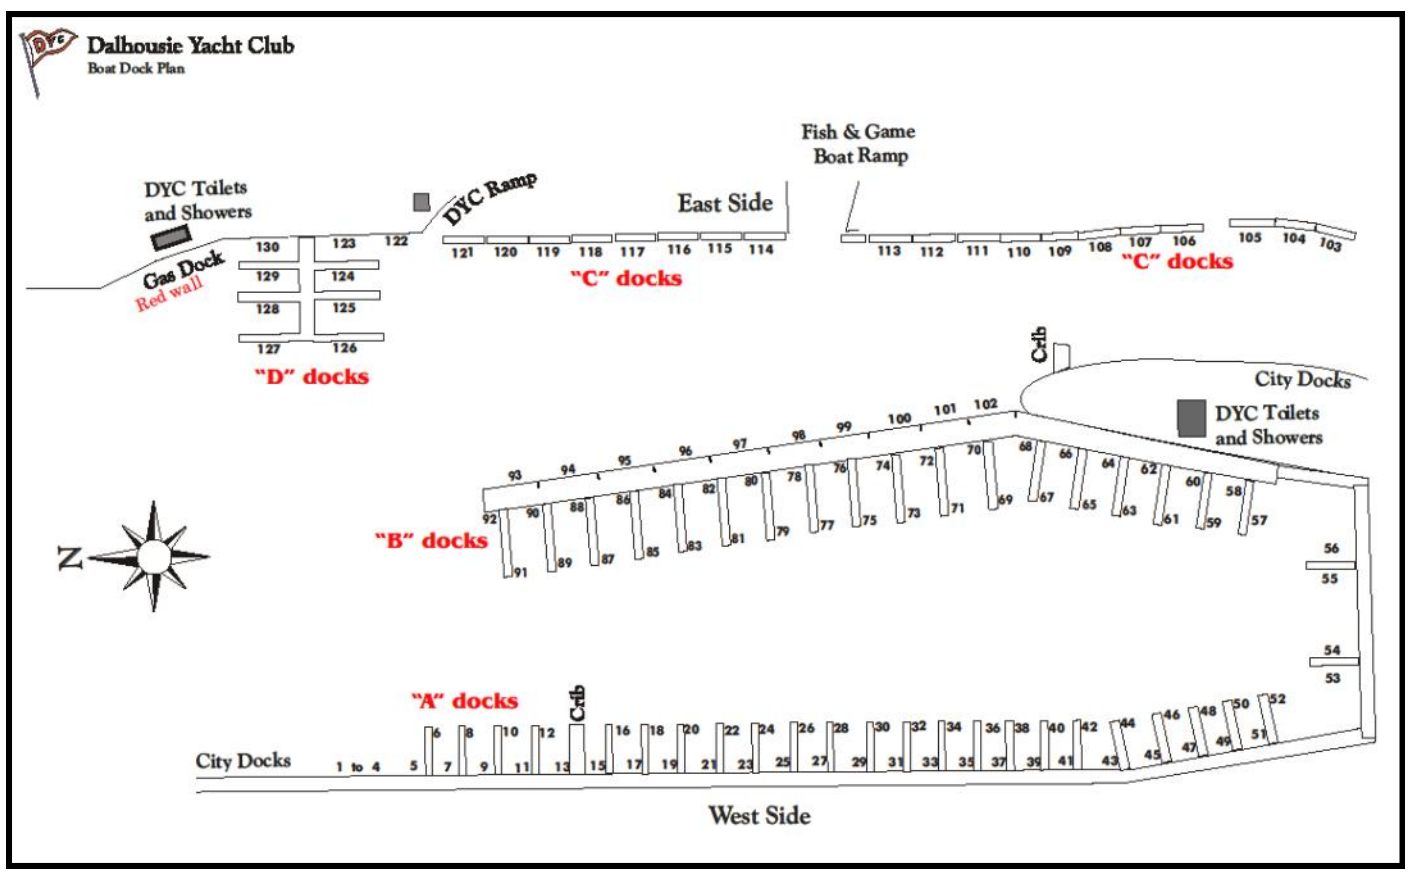 DYC
Dalhousie Yacht Club
Boat Dock Plan
Fish & Game
Boat Ramp
DYC Toilets
and Showers
DYC Ramp
East Side
Gas Dock
Red wall
130 123 122
129 124
128 125
127 126
"D" docks
121 120 119 118 117 116 115 114
"C" docks
113 112 111 110 109 108 107 106
"C" docks
105 104 103
Crib
City Docks
DYC Toilets
and Showers
93 94 95 96 97 98 99 100 101 102
92 90 88 86 84 82 80 78 76 74 72 70 68 66 64 62 60 58
"B" docks
91 89 87 85 83 81 79 77 75 73 71 69 67 65 63 61 59 57
56
55
54
53
N
"A" docks
Crib
6 8 10 12 16 18 20 22 24 26 28 30 32 34 36 38 40 42 44 46 48 50 52
City Docks
1 to 4 5 7 9 11 13 15 17 19 21 23 25 27 29 31 33 35 37 39 41 43 45 47 49 51
West Side